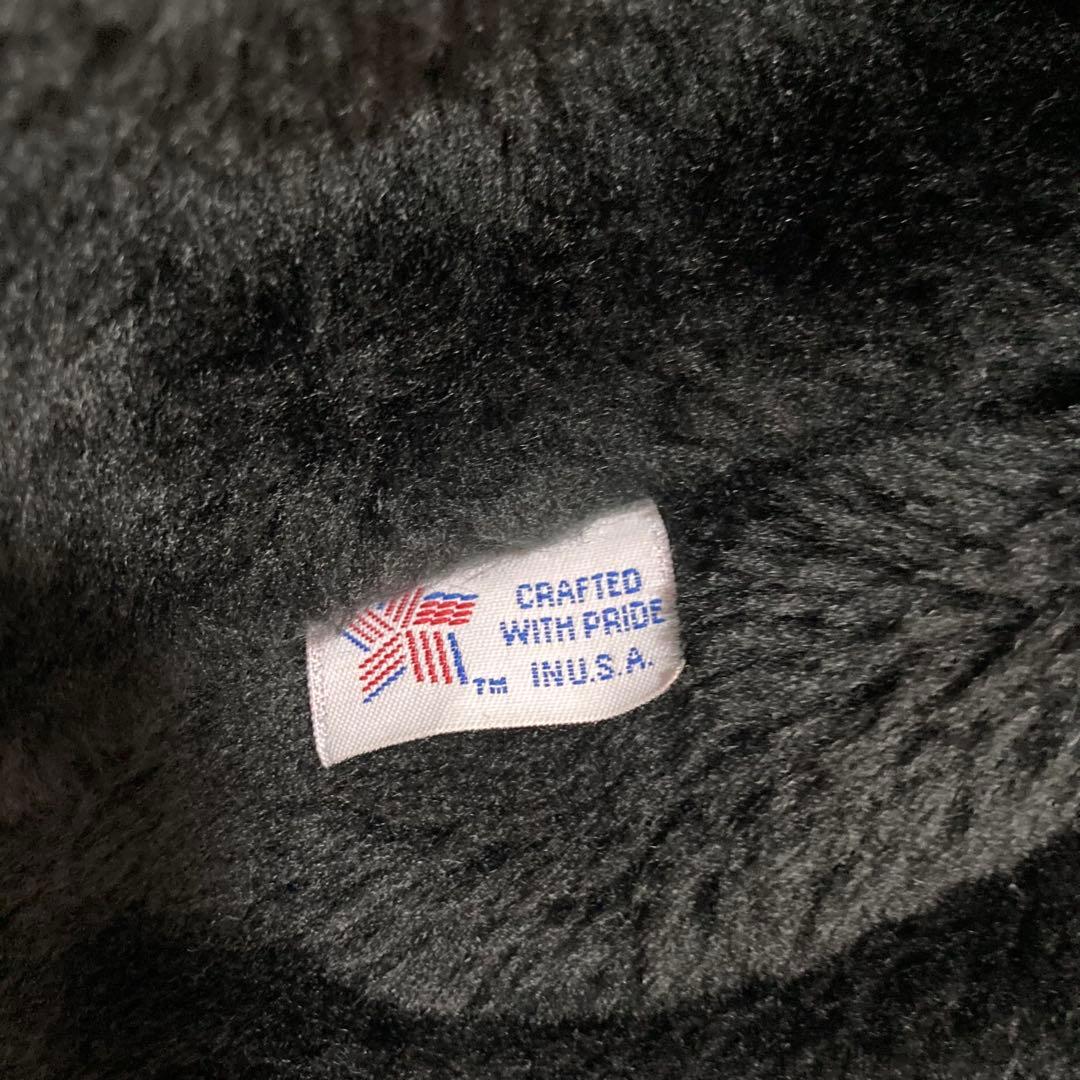 CRAFTED
WITH PRIDE
IN U.S.A.
TM